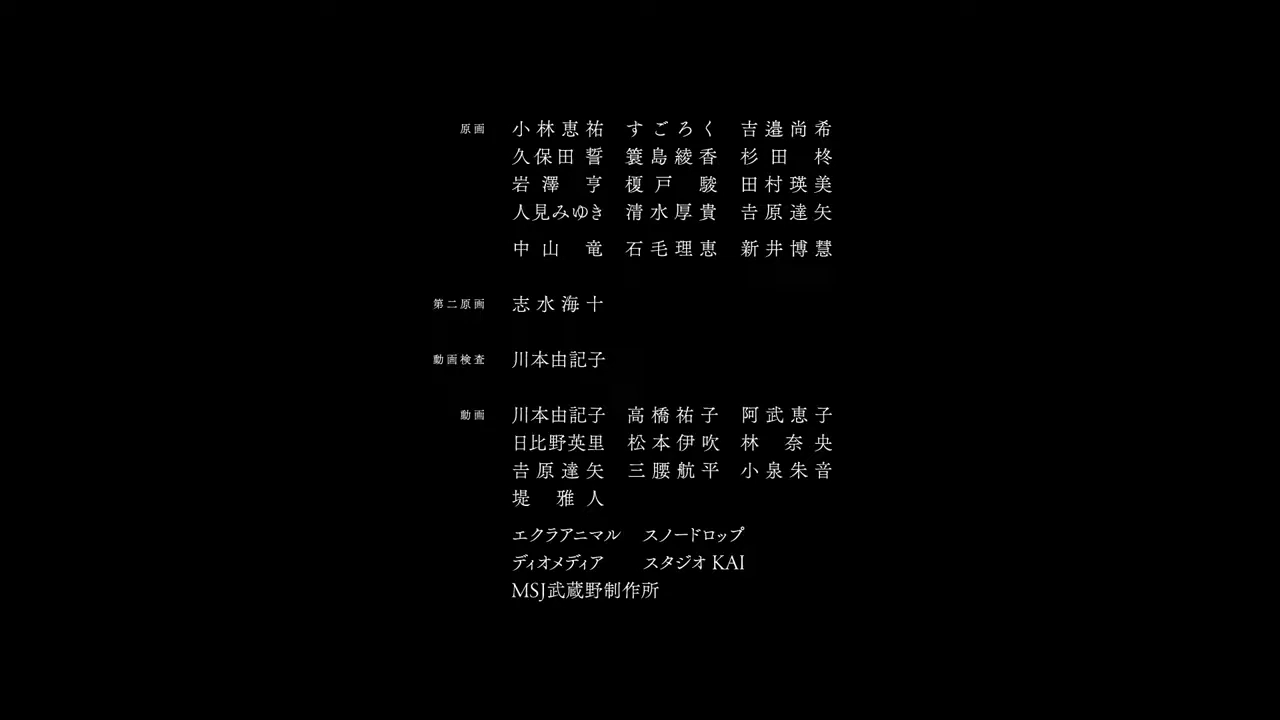 原画 小林恵祐 すごろく 吉邉尚希
久保田誓 簑島綾香 杉田柊
岩澤亨 榎戸駿 田村瑛美
人見みゆき 清水厚貴 𠮷原達矢
中山竜 石毛理恵 新井博慧
第二原画 志水海十
動画検査 川本由記子
動画 川本由記子 高橋祐子 阿武恵子
日比野英里 松本伊吹 林奈央
𠮷原達矢 三腰航平 小泉朱音
堤雅人
エクラアニマル スノードロップ
ディオメディア スタジオKAI
MSJ武蔵野制作所